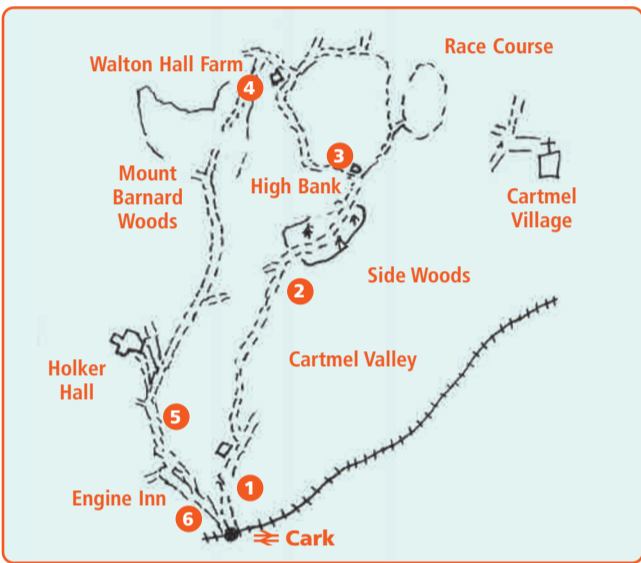 Race Course
Walton Hall Farm
4
3
Mount
Barnard
Woods
High Bank
Cartmel
Village
Side Woods
2
Cartmel Valley
Holker
Hall
5
1
Engine Inn
6
Cark